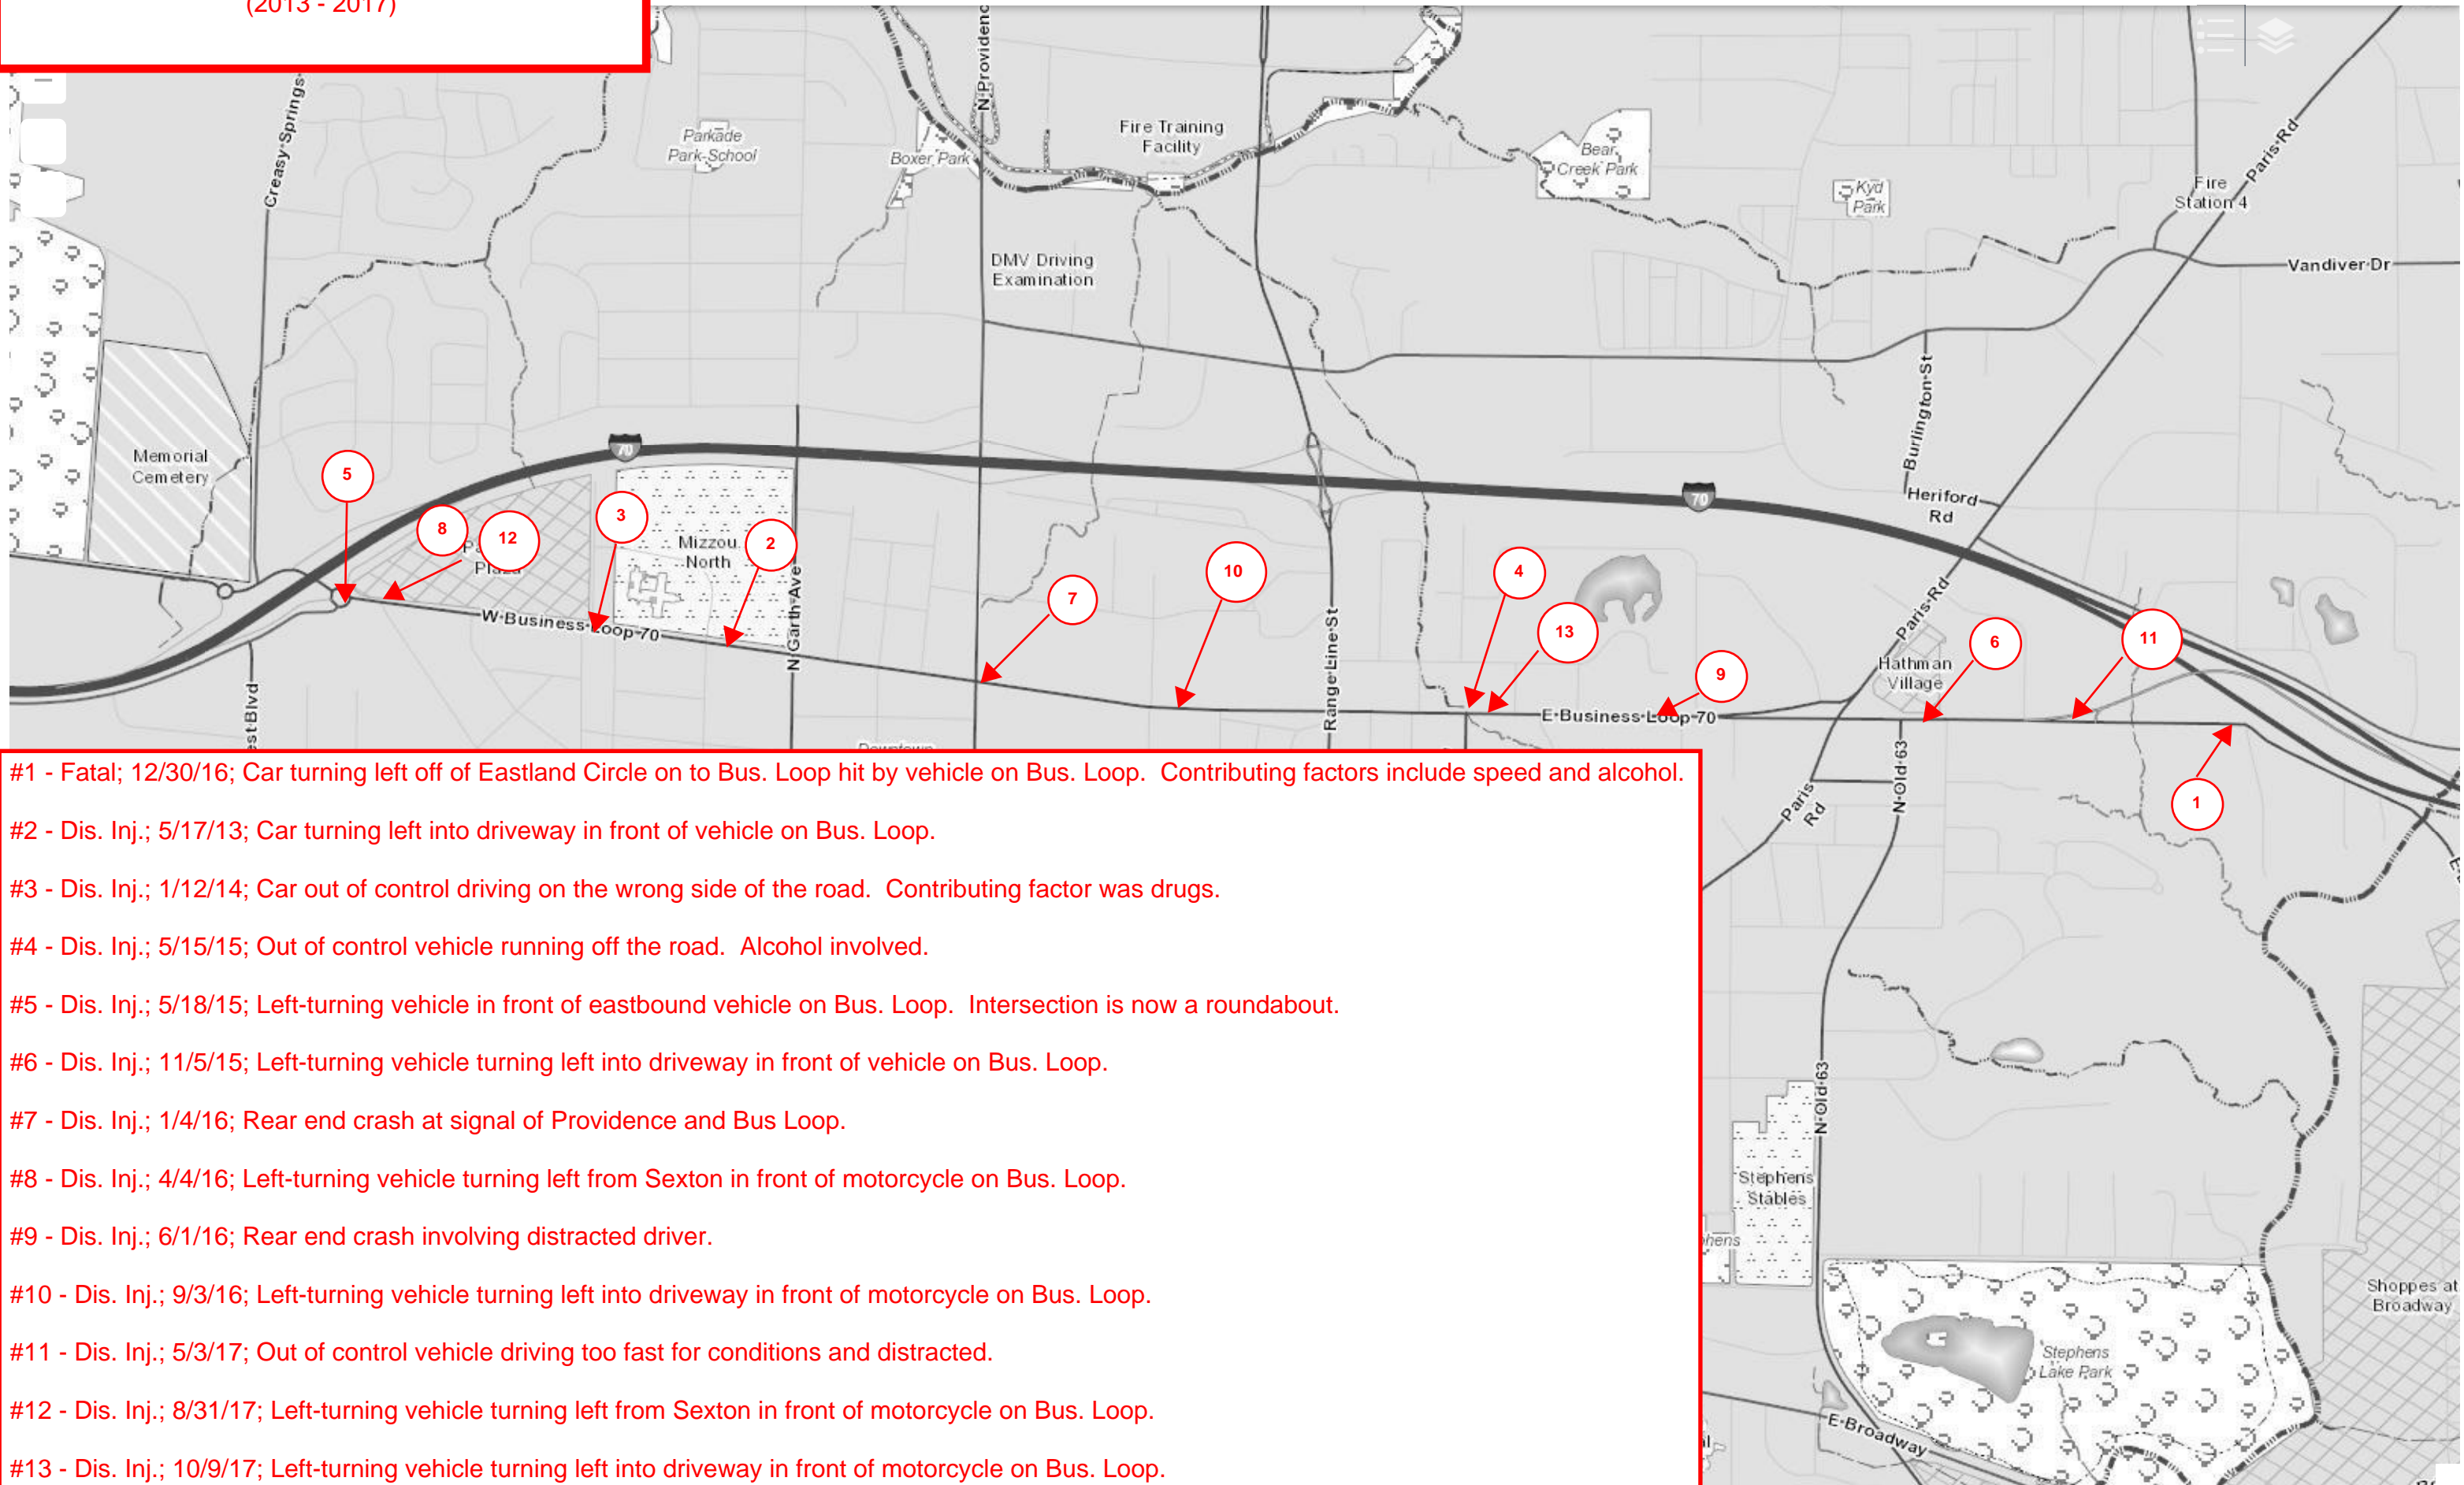 (2013 - 2017)
N Providenc
Creasy Springs
Parkade
Park-School
Boxer Park
Fire Training
Facility
Bear
Creek Park
Kyd
Park
Fire
Station 4
Paris Rd
DMV Driving
Examination
Vandiver Dr
Burlington St
Memorial
Cemetery
70
70
Heriford
Rd
5
8
12
3
2
Mizzou
North
N Garth Ave
W Business Loop 70
7
10
Range Line St
4
13
9
E Business Loop 70
Paris Rd
Hathman
Village
6
11
1
est Blvd
N Old 63
Paris
Rd
#1 - Fatal; 12/30/16; Car turning left off of Eastland Circle on to Bus. Loop hit by vehicle on Bus. Loop.  Contributing factors include speed and alcohol.
#2 - Dis. Inj.; 5/17/13; Car turning left into driveway in front of vehicle on Bus. Loop.
#3 - Dis. Inj.; 1/12/14; Car out of control driving on the wrong side of the road.  Contributing factor was drugs.
#4 - Dis. Inj.; 5/15/15; Out of control vehicle running off the road.  Alcohol involved.
#5 - Dis. Inj.; 5/18/15; Left-turning vehicle in front of eastbound vehicle on Bus. Loop.  Intersection is now a roundabout.
#6 - Dis. Inj.; 11/5/15; Left-turning vehicle turning left into driveway in front of vehicle on Bus. Loop.
#7 - Dis. Inj.; 1/4/16; Rear end crash at signal of Providence and Bus Loop.
#8 - Dis. Inj.; 4/4/16; Left-turning vehicle turning left from Sexton in front of motorcycle on Bus. Loop.
#9 - Dis. Inj.; 6/1/16; Rear end crash involving distracted driver.
#10 - Dis. Inj.; 9/3/16; Left-turning vehicle turning left into driveway in front of motorcycle on Bus. Loop.
#11 - Dis. Inj.; 5/3/17; Out of control vehicle driving too fast for conditions and distracted.
#12 - Dis. Inj.; 8/31/17; Left-turning vehicle turning left from Sexton in front of motorcycle on Bus. Loop.
#13 - Dis. Inj.; 10/9/17; Left-turning vehicle turning left into driveway in front of motorcycle on Bus. Loop.
N Old 63
Stephens
Stables
hens
Shoppes at
Broadway
Stephens
Lake Park
E Broadway